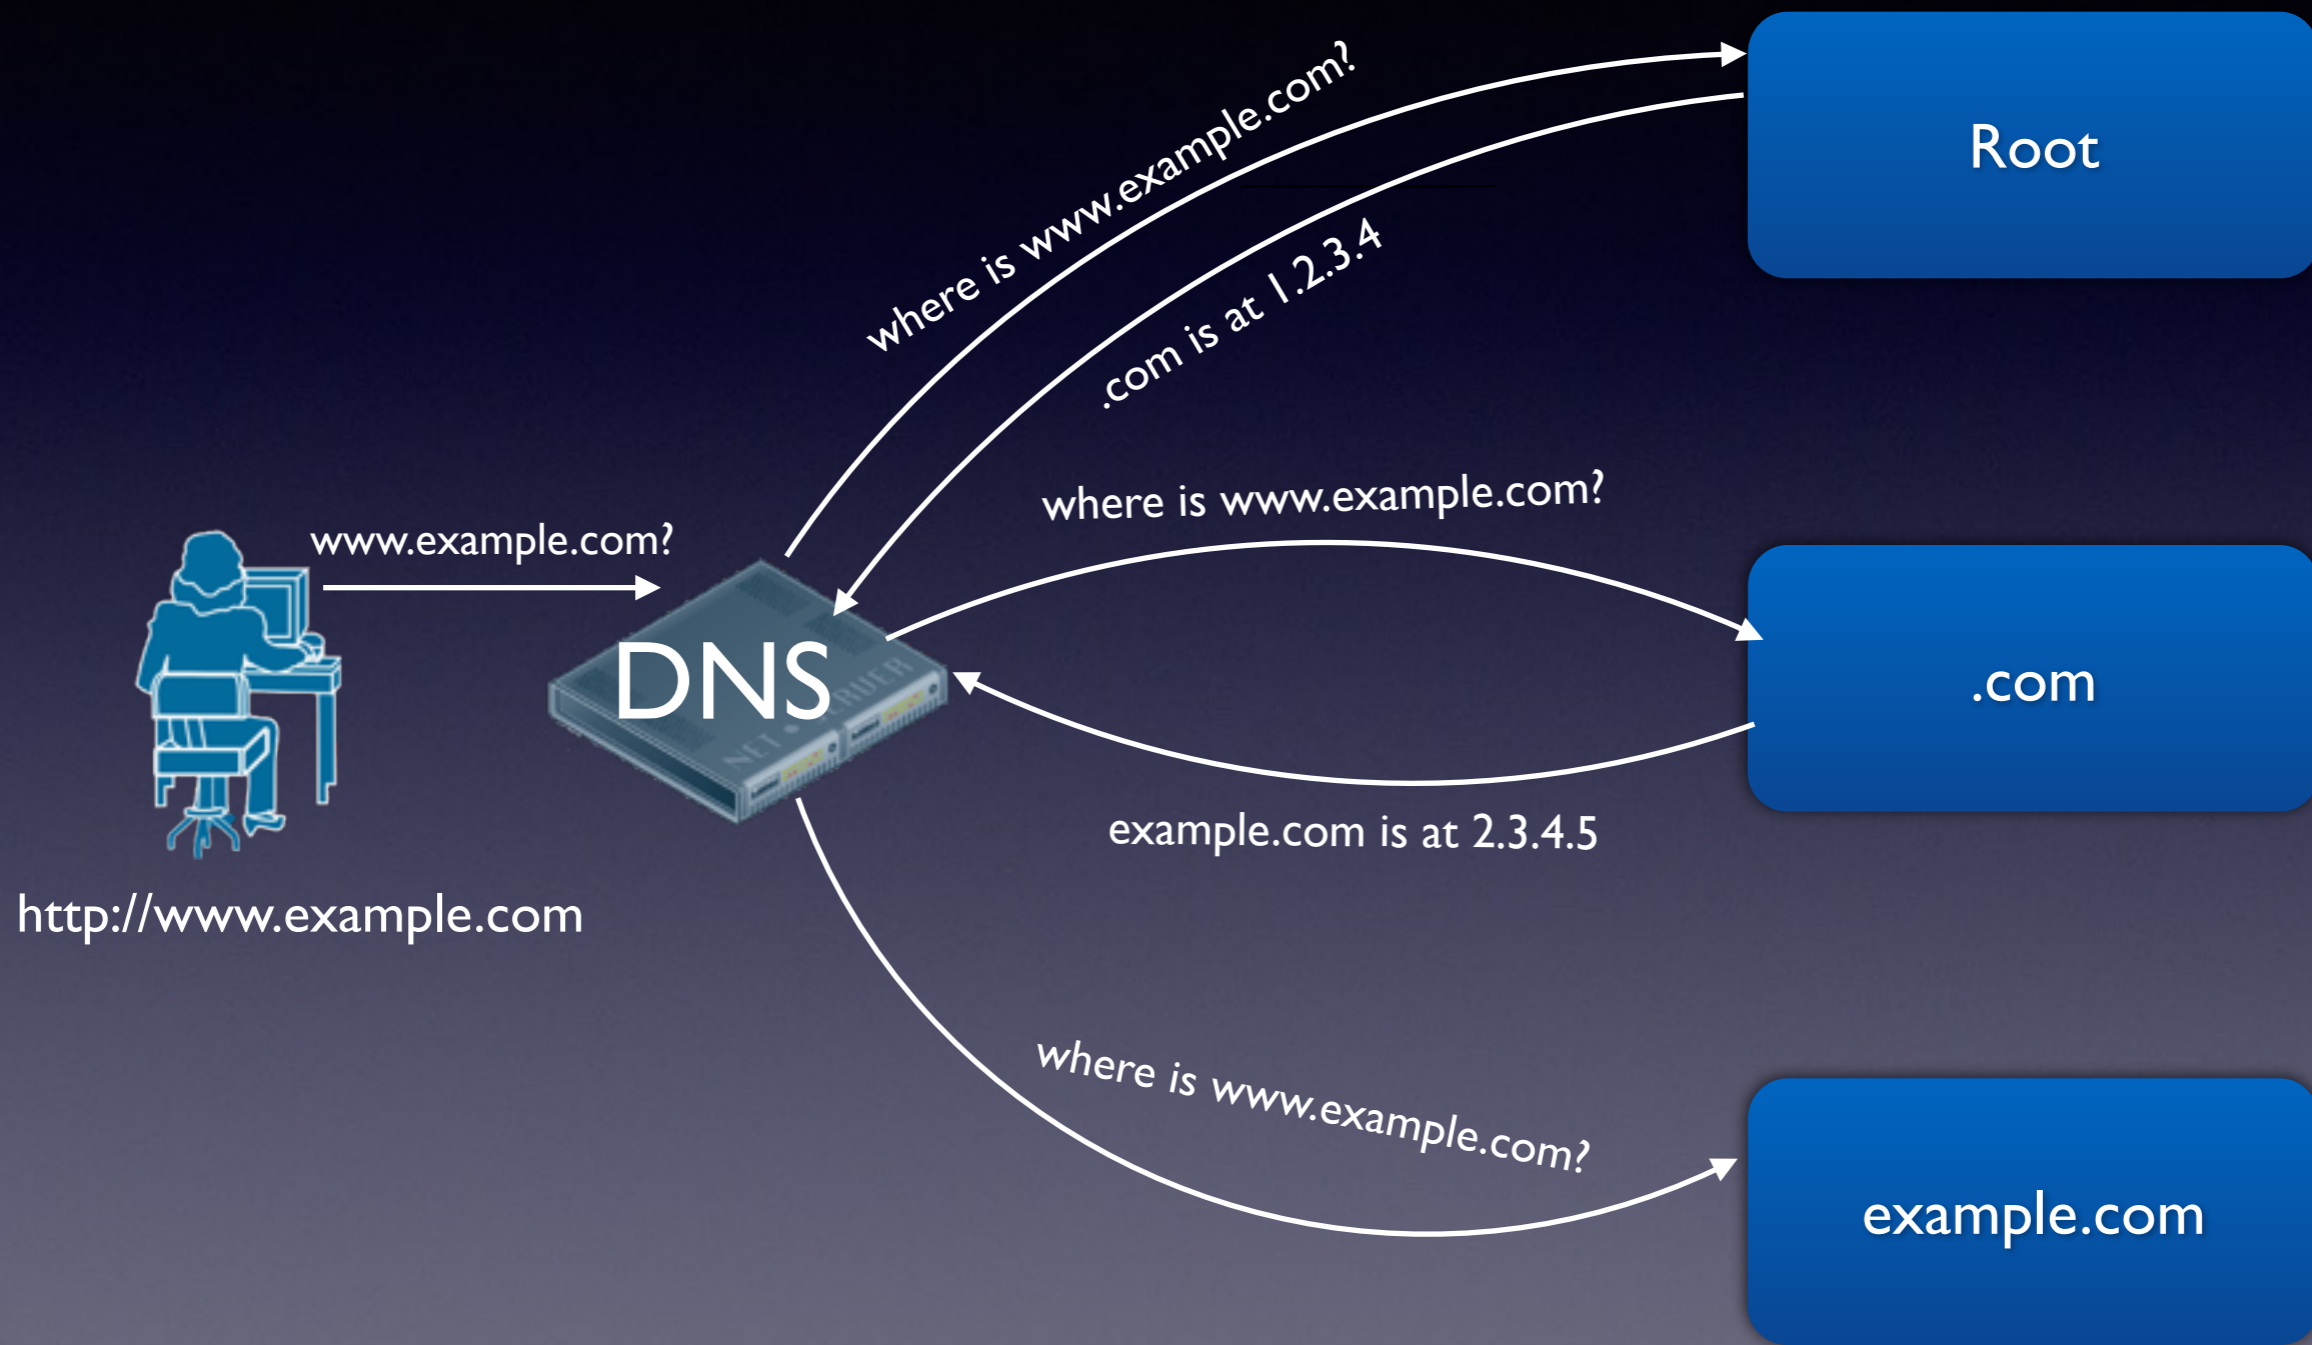 where is www.example.com?
Root
.com is at 1.2.3.4
where is www.example.com?
www.example.com?
DNS
NET • SERVER
.com
example.com is at 2.3.4.5
http://www.example.com
where is www.example.com?
example.com